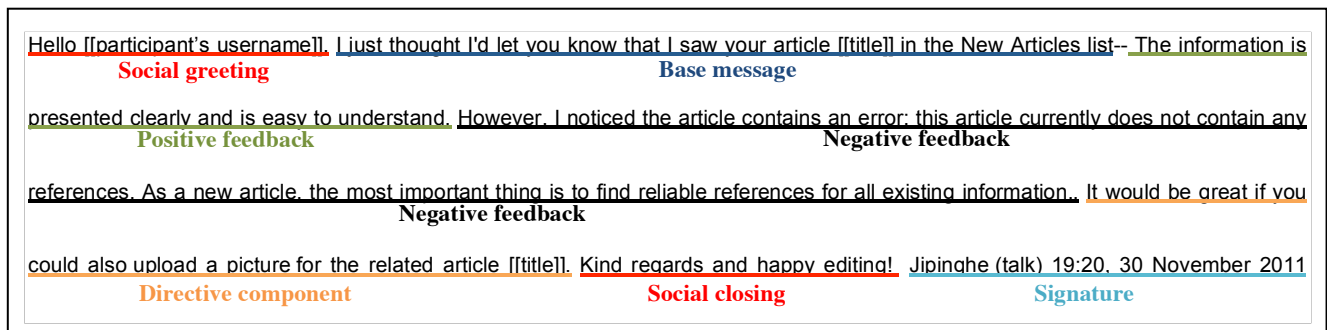 Hello [[participant's username]]. I just thought I'd let you know that I saw your article [[title]] in the New Articles list-- The information is
Social greeting Base message
presented clearly and is easy to understand. However, I noticed the article contains an error: this article currently does not contain any
Positive feedback Negative feedback
references. As a new article, the most important thing is to find reliable references for all existing information.. It would be great if you
Negative feedback
could also upload a picture for the related article [[title]]. Kind regards and happy editing! Jipinghe (talk) 19:20, 30 November 2011
Directive component Social closing Signature